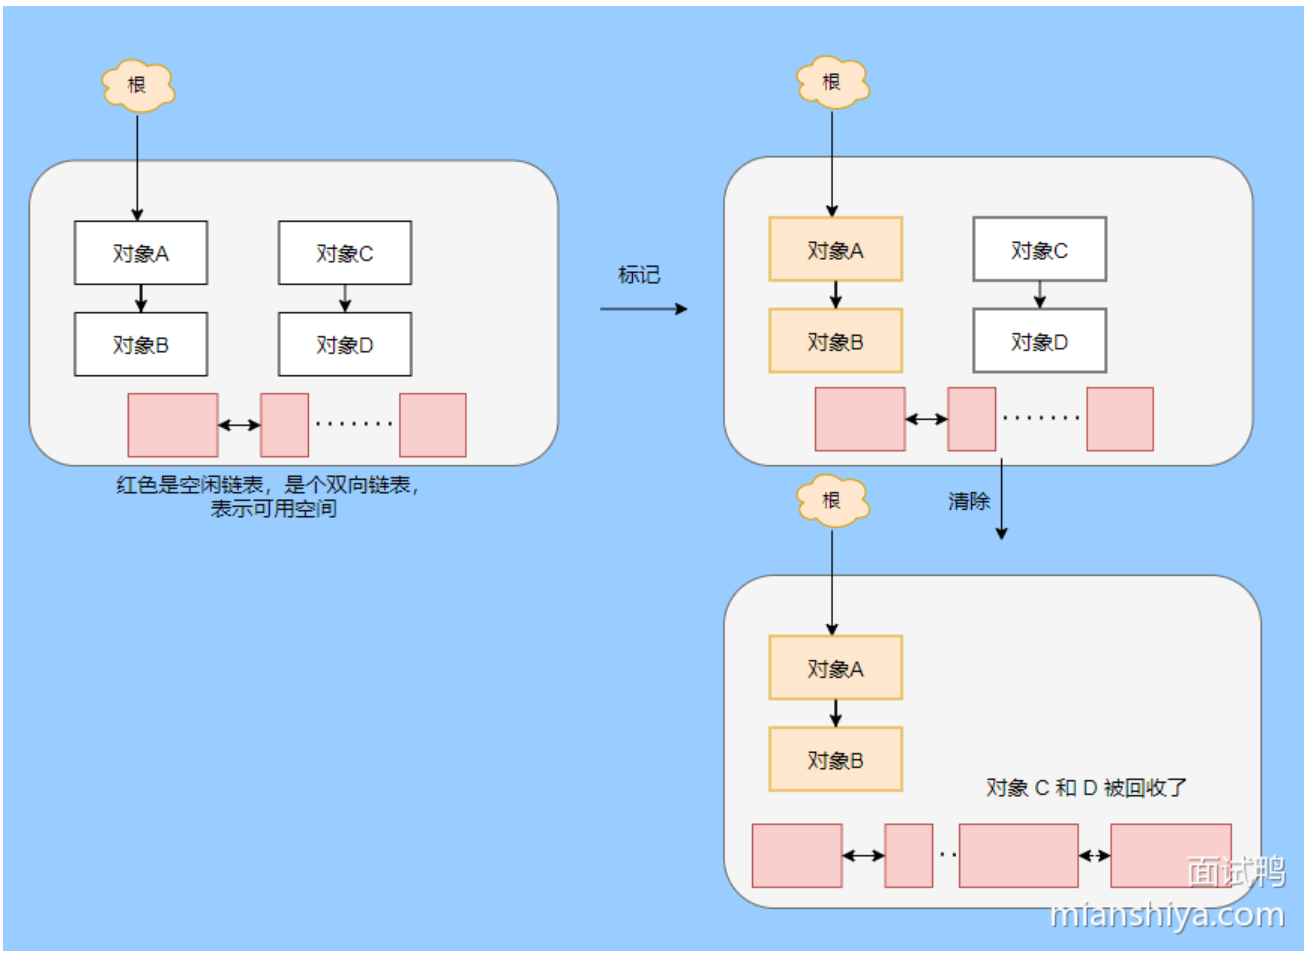 根
对象A
对象C
对象B
对象D
红色是空闲链表，是个双向链表，
表示可用空间
标记
根
对象A
对象C
对象B
对象D
清除
根
对象A
对象B
对象 C 和 D 被回收了
面试鸭
mianshiya.com